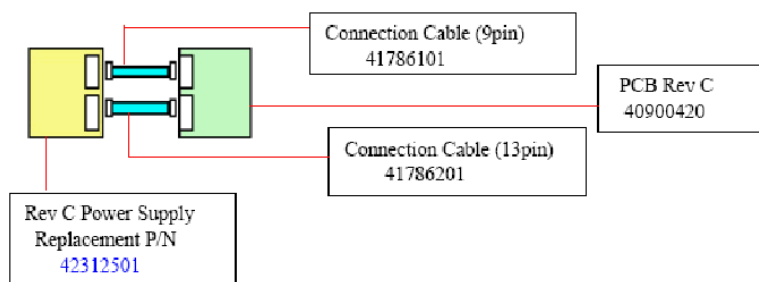 Connection Cable (9pin)
41786101
PCB Rev C
40900420
Connection Cable (13pin)
41786201
Rev C Power Supply
Replacement P/N
42312501